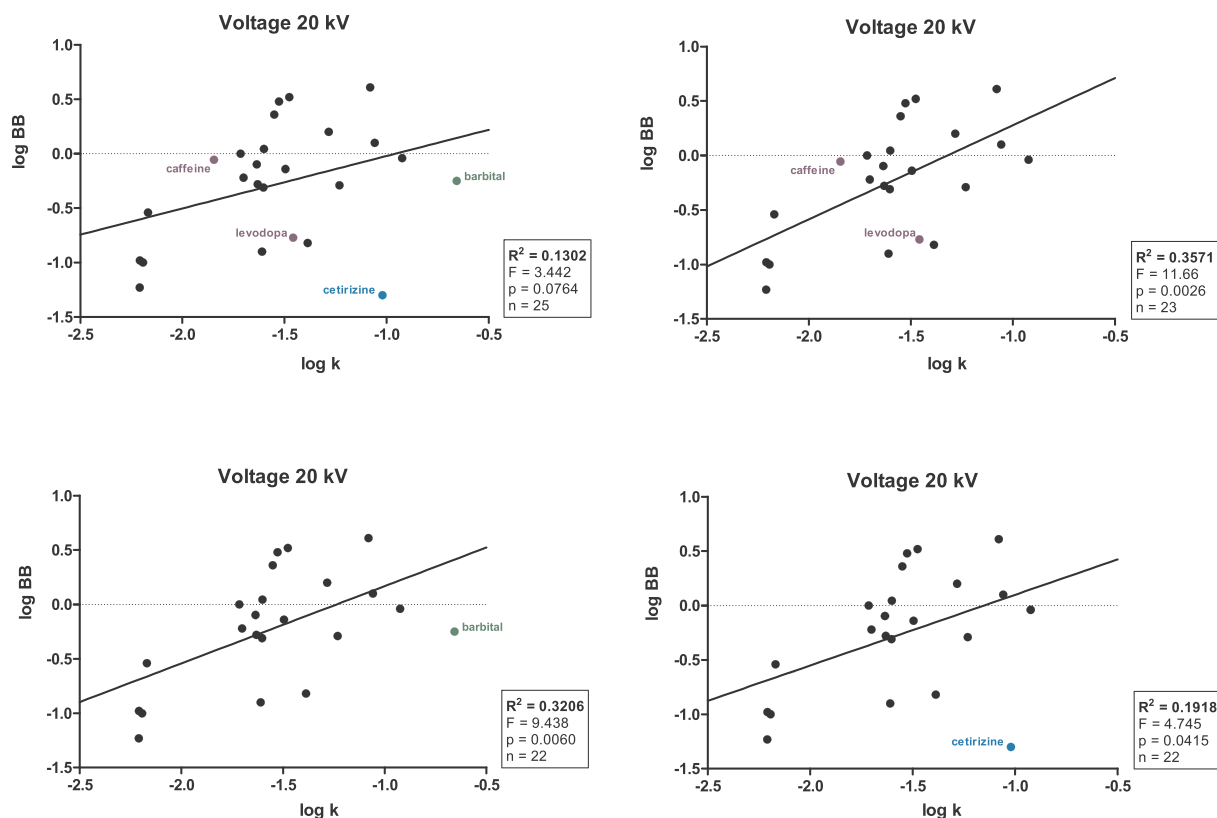 Voltage 20 kV
1.0
0.5
0.0
-0.5
-1.0
-1.5
log BB
caffeine
barbital
levodopa
cetirizine
R² = 0.1302
F = 3.442
p = 0.0764
n = 25
-2.5 -2.0 -1.5 -1.0 -0.5
log k
Voltage 20 kV
1.0
0.5
0.0
-0.5
-1.0
-1.5
log BB
caffeine
levodopa
R² = 0.3571
F = 11.66
p = 0.0026
n = 23
-2.5 -2.0 -1.5 -1.0 -0.5
log k
Voltage 20 kV
1.0
0.5
0.0
-0.5
-1.0
-1.5
log BB
barbital
R² = 0.3206
F = 9.438
p = 0.0060
n = 22
-2.5 -2.0 -1.5 -1.0 -0.5
log k
Voltage 20 kV
1.0
0.5
0.0
-0.5
-1.0
-1.5
log BB
cetirizine
R² = 0.1918
F = 4.745
p = 0.0415
n = 22
-2.5 -2.0 -1.5 -1.0 -0.5
log k